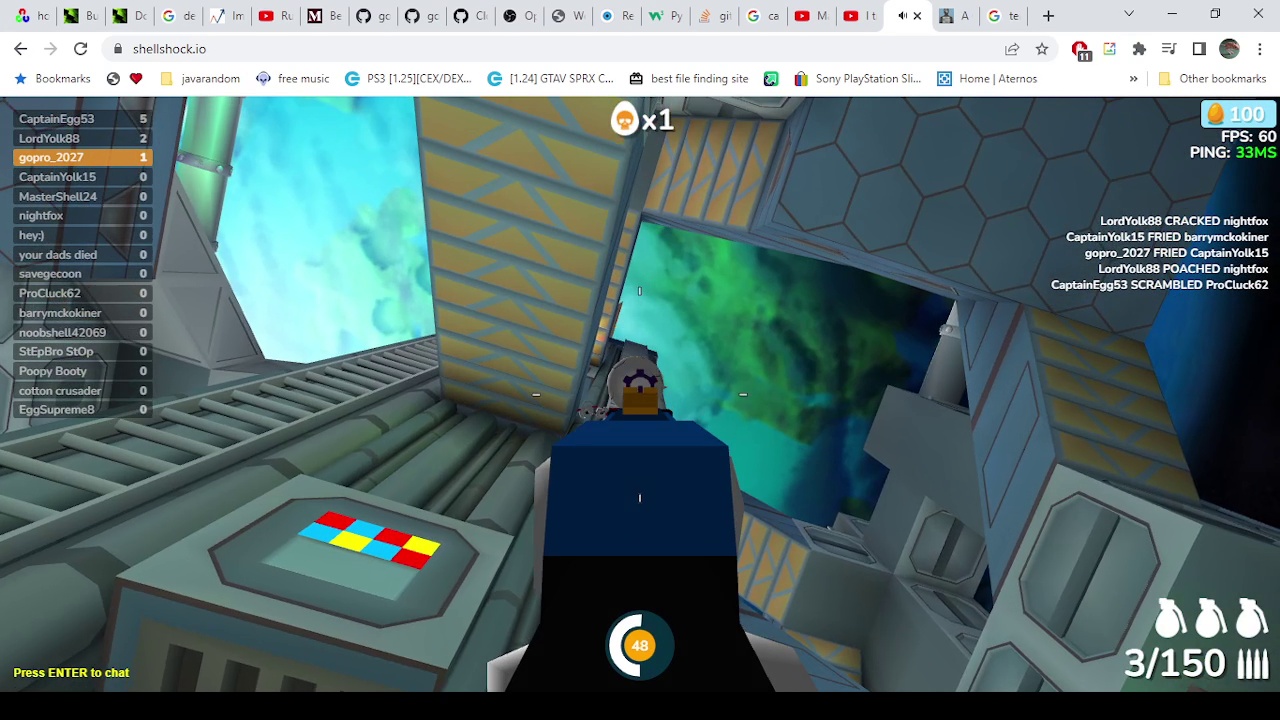 hc
Bu
Dc
de
Im
Ru
Be
gc
gc
Cl
Op
W
Re
Py
git
ca
M
I t
A
te
shellshock.io
11
Bookmarks
javarandom
free music
PS3 [1.25](CEX/DEX...
[1.24] GTAV SPRX C...
best file finding site
Sony PlayStation Sli...
Home | Aternos
»
Other bookmarks
CaptainEgg53 5
LordYolk88 2
gopro_2027 1
CaptainYolk15 0
MasterShell24 0
nightfox 0
hey:) 0
your dads died 0
savegecoon 0
ProCluck62 0
barrymckokiner 0
noobshell42069 0
StEpBro StOp 0
Poopy Booty 0
cotton crusader 0
EggSupreme8 0
x1
100
FPS: 60
PING: 33MS
LordYolk88 CRACKED nightfox
CaptainYolk15 FRIED barrymckokiner
gopro_2027 FRIED CaptainYolk15
LordYolk88 POACHED nightfox
CaptainEgg53 SCRAMBLED ProCluck62
48
3/150
Press ENTER to chat